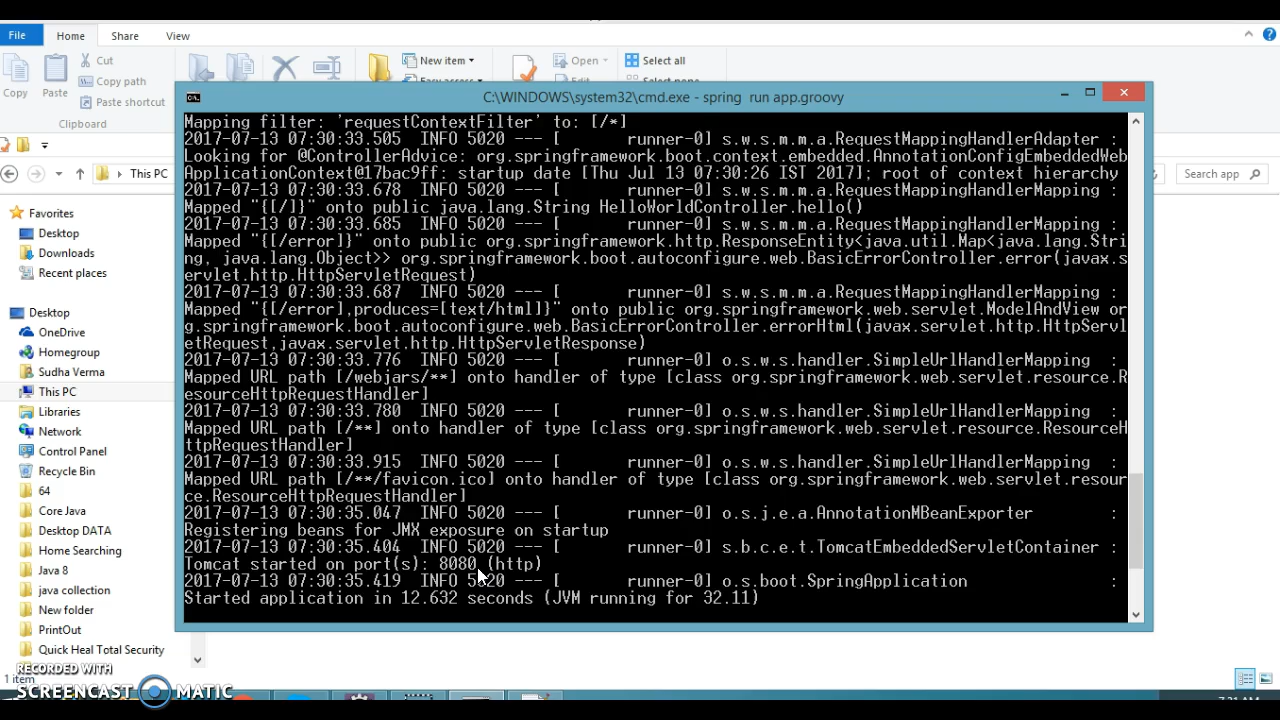 File
Home
Share
View
Copy
Paste
Cut
Copy path
Paste shortcut
New item
Easy access
Open
Edit
Select all
Select none
Clipboard
C:\WINDOWS\system32\cmd.exe - spring  run app.groovy
This PC
Search app
Favorites
Desktop
Downloads
Recent places
Desktop
OneDrive
Homegroup
Sudha Verma
This PC
Libraries
Network
Control Panel
Recycle Bin
64
Core Java
Desktop DATA
Home Searching
Java 8
java collection
New folder
PrintOut
Quick Heal Total Security
Mapping filter: 'requestContextFilter' to: [/*]
2017-07-13 07:30:33.505  INFO 5020 --- [       runner-0] s.w.s.m.m.a.RequestMappingHandlerAdapter :
Looking for @ControllerAdvice: org.springframework.boot.context.embedded.AnnotationConfigEmbeddedWeb
ApplicationContext@17bac9ff: startup date [Thu Jul 13 07:30:26 IST 2017]; root of context hierarchy
2017-07-13 07:30:33.678  INFO 5020 --- [       runner-0] s.w.s.m.m.a.RequestMappingHandlerMapping :
Mapped "{[/]}" onto public java.lang.String HelloWorldController.hello()
2017-07-13 07:30:33.685  INFO 5020 --- [       runner-0] s.w.s.m.m.a.RequestMappingHandlerMapping :
Mapped "{[/error]}" onto public org.springframework.http.ResponseEntity<java.util.Map<java.lang.Stri
ng, java.lang.Object>> org.springframework.boot.autoconfigure.web.BasicErrorController.error(javax.s
ervlet.http.HttpServletRequest)
2017-07-13 07:30:33.687  INFO 5020 --- [       runner-0] s.w.s.m.m.a.RequestMappingHandlerMapping :
Mapped "{[/error],produces=[text/html]}" onto public org.springframework.web.servlet.ModelAndView or
g.springframework.boot.autoconfigure.web.BasicErrorController.errorHtml(javax.servlet.http.HttpServl
etRequest,javax.servlet.http.HttpServletResponse)
2017-07-13 07:30:33.776  INFO 5020 --- [       runner-0] o.s.w.s.handler.SimpleUrlHandlerMapping  :
Mapped URL path [/webjars/**] onto handler of type [class org.springframework.web.servlet.resource.R
esourceHttpRequestHandler]
2017-07-13 07:30:33.780  INFO 5020 --- [       runner-0] o.s.w.s.handler.SimpleUrlHandlerMapping  :
Mapped URL path [/**] onto handler of type [class org.springframework.web.servlet.resource.ResourceH
ttpRequestHandler]
2017-07-13 07:30:33.915  INFO 5020 --- [       runner-0] o.s.w.s.handler.SimpleUrlHandlerMapping  :
Mapped URL path [/**/favicon.ico] onto handler of type [class org.springframework.web.servlet.resour
ce.ResourceHttpRequestHandler]
2017-07-13 07:30:35.047  INFO 5020 --- [       runner-0] o.s.j.e.a.AnnotationMBeanExporter        :
Registering beans for JMX exposure on startup
2017-07-13 07:30:35.404  INFO 5020 --- [       runner-0] s.b.c.e.t.TomcatEmbeddedServletContainer :
Tomcat started on port(s): 8080 (http)
2017-07-13 07:30:35.419  INFO 5020 --- [       runner-0] o.s.boot.SpringApplication               :
Started application in 12.632 seconds (JVM running for 32.11)
1 item
RECORDED WITH
SCREENCAST MATIC
7:31 AM